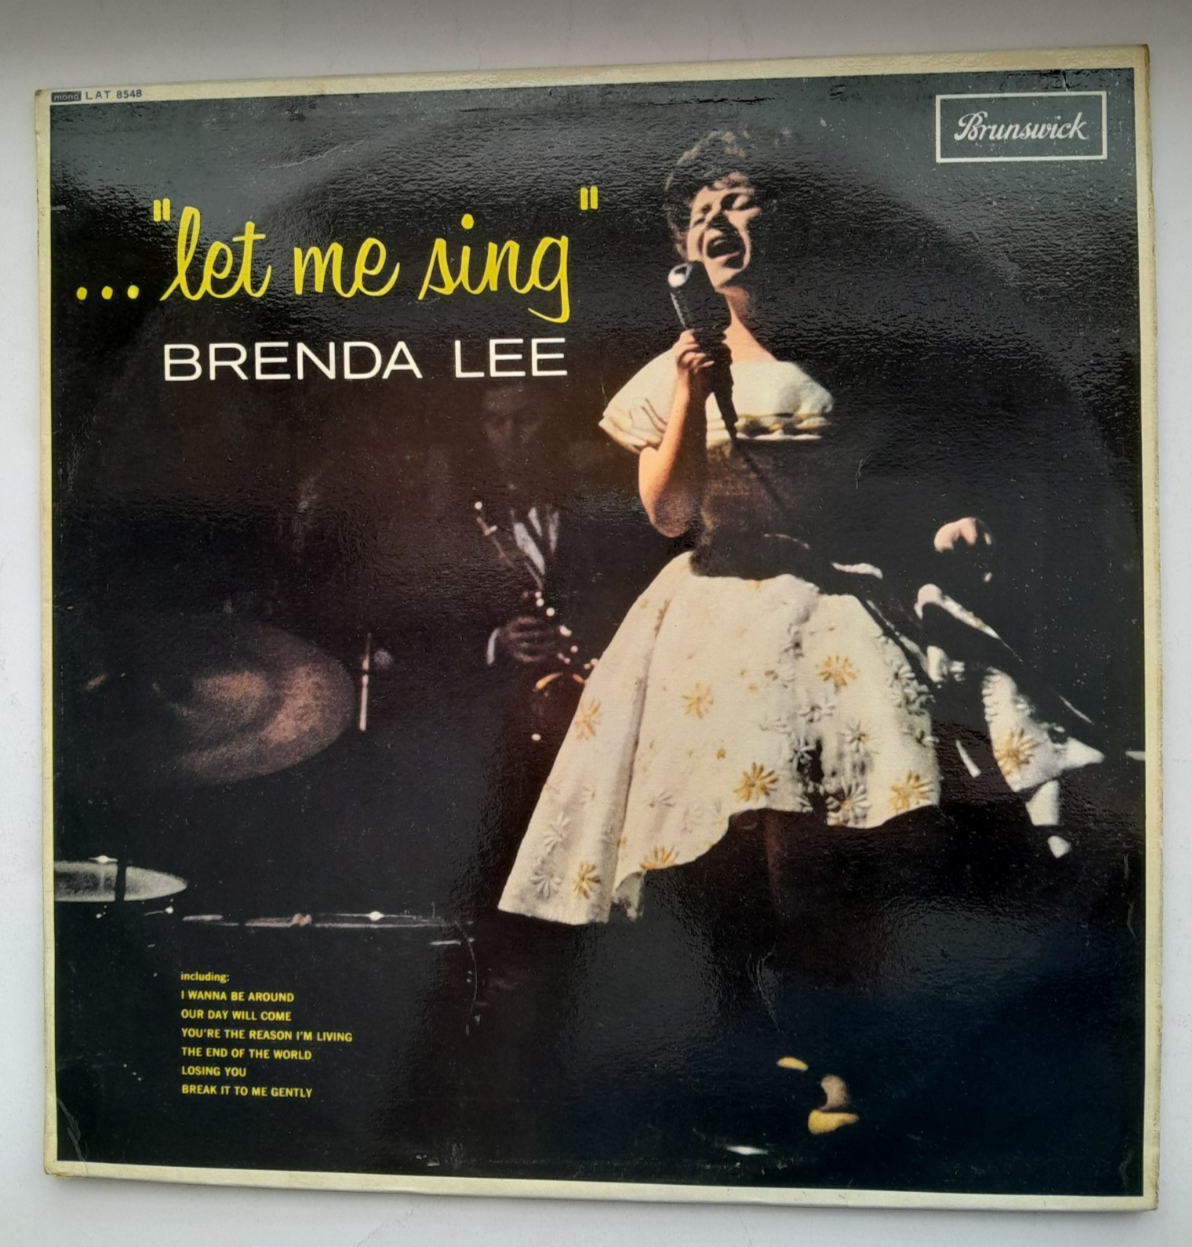 mono LAT 8548
Brunswick
..."let me sing"
BRENDA LEE
including:
I WANNA BE AROUND
OUR DAY WILL COME
YOU'RE THE REASON I'M LIVING
THE END OF THE WORLD
LOSING YOU
BREAK IT TO ME GENTLY